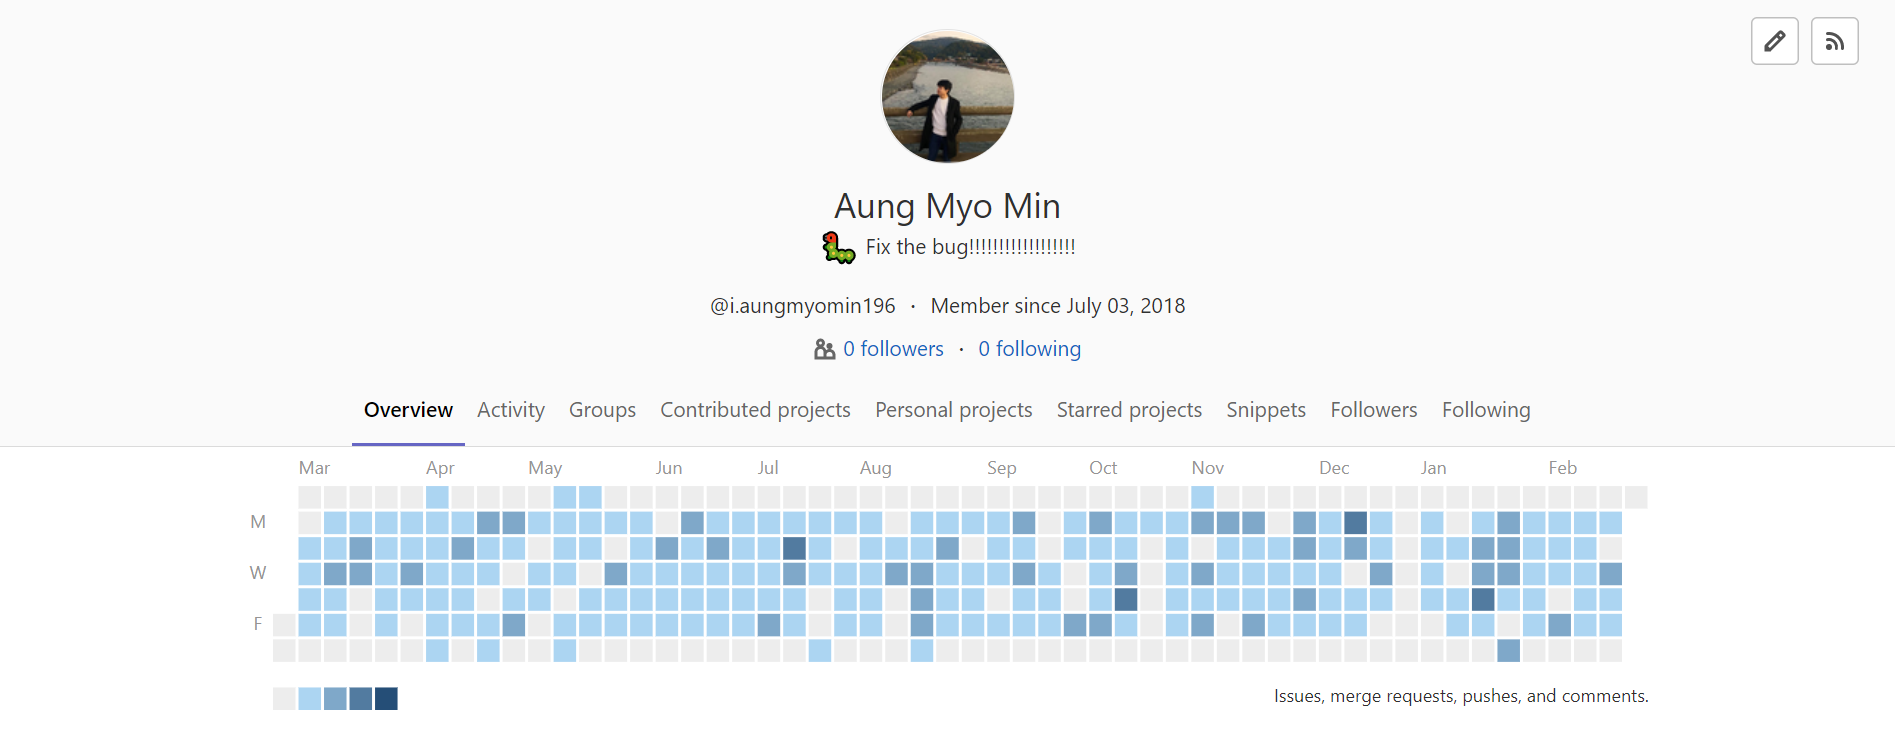 Aung Myo Min
Fix the bug!!!!!!!!!!!!!!!!!!
@i.aungmyomin196 · Member since July 03, 2018
0 followers · 0 following
Overview Activity Groups Contributed projects Personal projects Starred projects Snippets Followers Following
Mar Apr May Jun Jul Aug Sep Oct Nov Dec Jan Feb
M
W
F
Issues, merge requests, pushes, and comments.